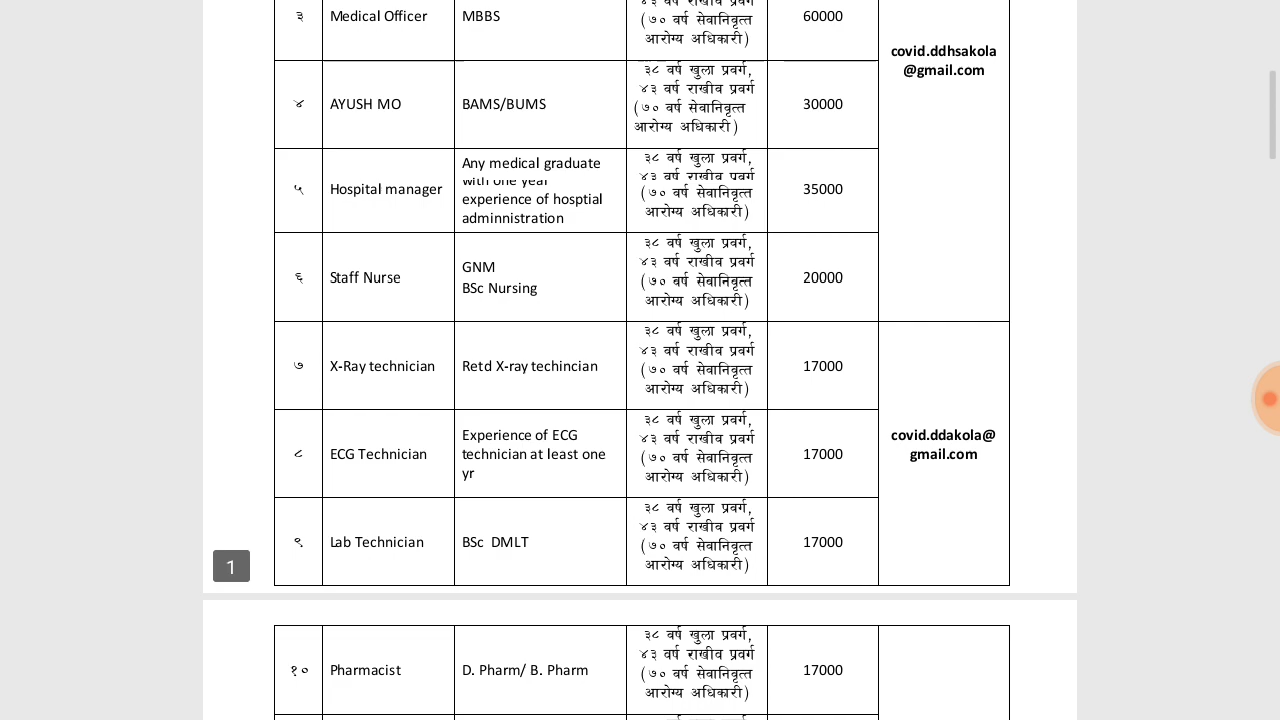 ३
Medical Officer
MBBS
४३ वर्ष राखीव प्रवर्ग
(७० वर्ष सेवानिवृत्त
आरोग्य अधिकारी)
60000
covid.ddhsakola
@gmail.com
४
AYUSH MO
BAMS/BUMS
३८ वर्ष खुला प्रवर्ग,
४३ वर्ष राखीव प्रवर्ग
(७० वर्ष सेवानिवृत्त
आरोग्य अधिकारी)
30000
५
Hospital manager
Any medical graduate
with one year
experience of hosptial
adminnistration
३८ वर्ष खुला प्रवर्ग,
४३ वर्ष राखीव प्रवर्ग
(७० वर्ष सेवानिवृत्त
आरोग्य अधिकारी)
35000
६
Staff Nurse
GNM
BSc Nursing
३८ वर्ष खुला प्रवर्ग,
४३ वर्ष राखीव प्रवर्ग
(७० वर्ष सेवानिवृत्त
आरोग्य अधिकारी)
20000
७
X-Ray technician
Retd X-ray techincian
३८ वर्ष खुला प्रवर्ग,
४३ वर्ष राखीव प्रवर्ग
(७० वर्ष सेवानिवृत्त
आरोग्य अधिकारी)
17000
covid.ddakola@
gmail.com
८
ECG Technician
Experience of ECG
technician at least one
yr
३८ वर्ष खुला प्रवर्ग,
४३ वर्ष राखीव प्रवर्ग
(७० वर्ष सेवानिवृत्त
आरोग्य अधिकारी)
17000
९
Lab Technician
BSc DMLT
३८ वर्ष खुला प्रवर्ग,
४३ वर्ष राखीव प्रवर्ग
(७० वर्ष सेवानिवृत्त
आरोग्य अधिकारी)
17000
1
१०
Pharmacist
D. Pharm/ B. Pharm
३८ वर्ष खुला प्रवर्ग,
४३ वर्ष राखीव प्रवर्ग
(७० वर्ष सेवानिवृत्त
आरोग्य अधिकारी)
17000